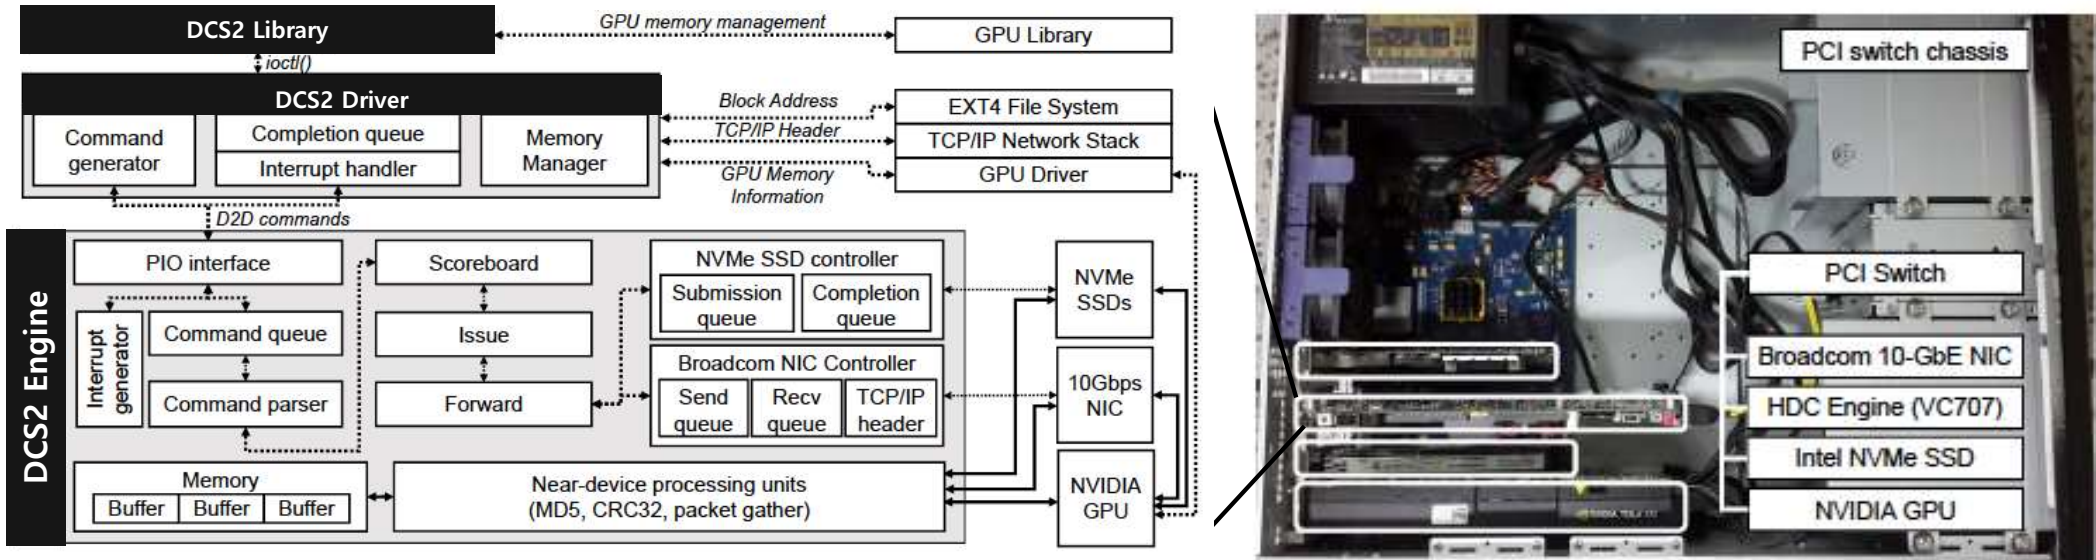 DCS2 Library
GPU memory management
GPU Library
ioctl()
DCS2 Driver
Command
generator
Completion queue
Interrupt handler
Memory
Manager
Block Address
TCP/IP Header
GPU Memory
Information
EXT4 File System
TCP/IP Network Stack
GPU Driver
D2D commands
DCS2 Engine
PIO interface
Interrupt
generator
Command queue
Command parser
Scoreboard
Issue
Forward
NVMe SSD controller
Submission
queue
Completion
queue
Broadcom NIC Controller
Send
queue
Recv
queue
TCP/IP
header
Memory
Buffer
Buffer
Buffer
Near-device processing units
(MD5, CRC32, packet gather)
NVMe
SSDs
10Gbps
NIC
NVIDIA
GPU
PCI switch chassis
PCI Switch
Broadcom 10-GbE NIC
HDC Engine (VC707)
Intel NVMe SSD
NVIDIA GPU